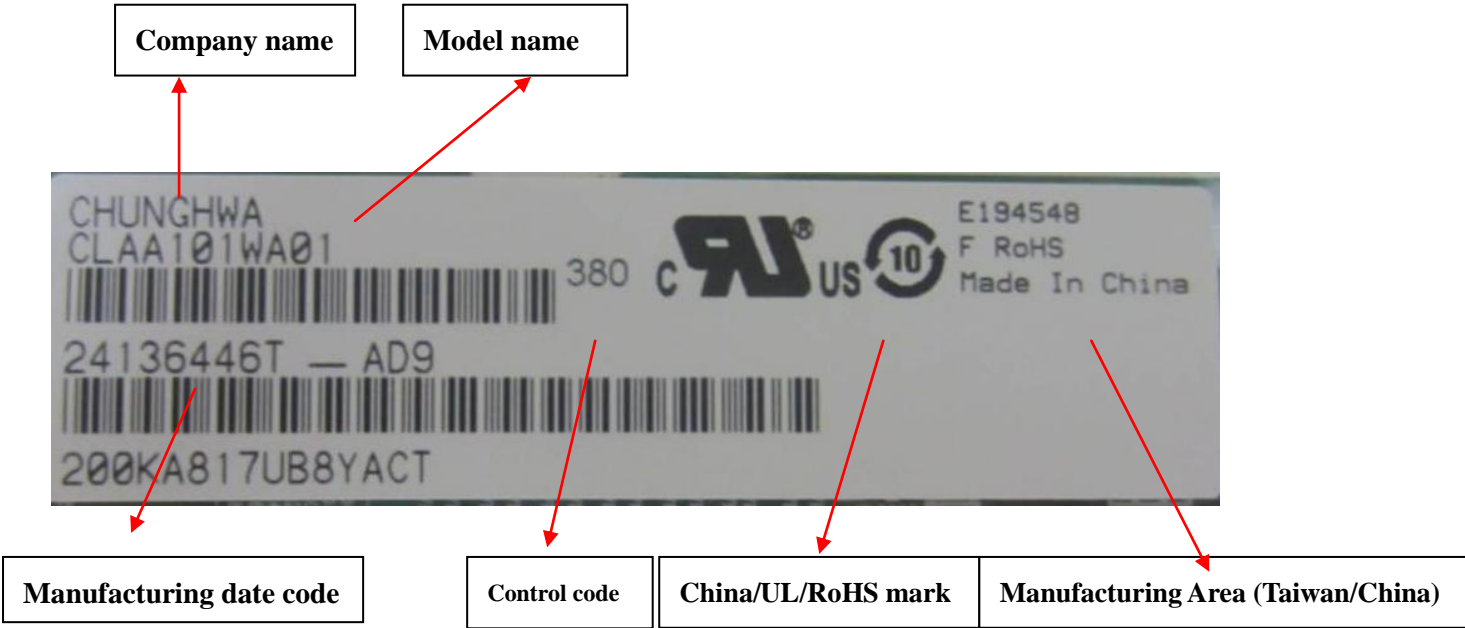 Company name
Model name
CHUNGHWA
CLAA101WA01
380
C
US
10
E194548
F RoHS
Made In China
24136446T — AD9
200KA817UB8YACT
Manufacturing date code
Control code
China/UL/RoHS mark
Manufacturing Area (Taiwan/China)